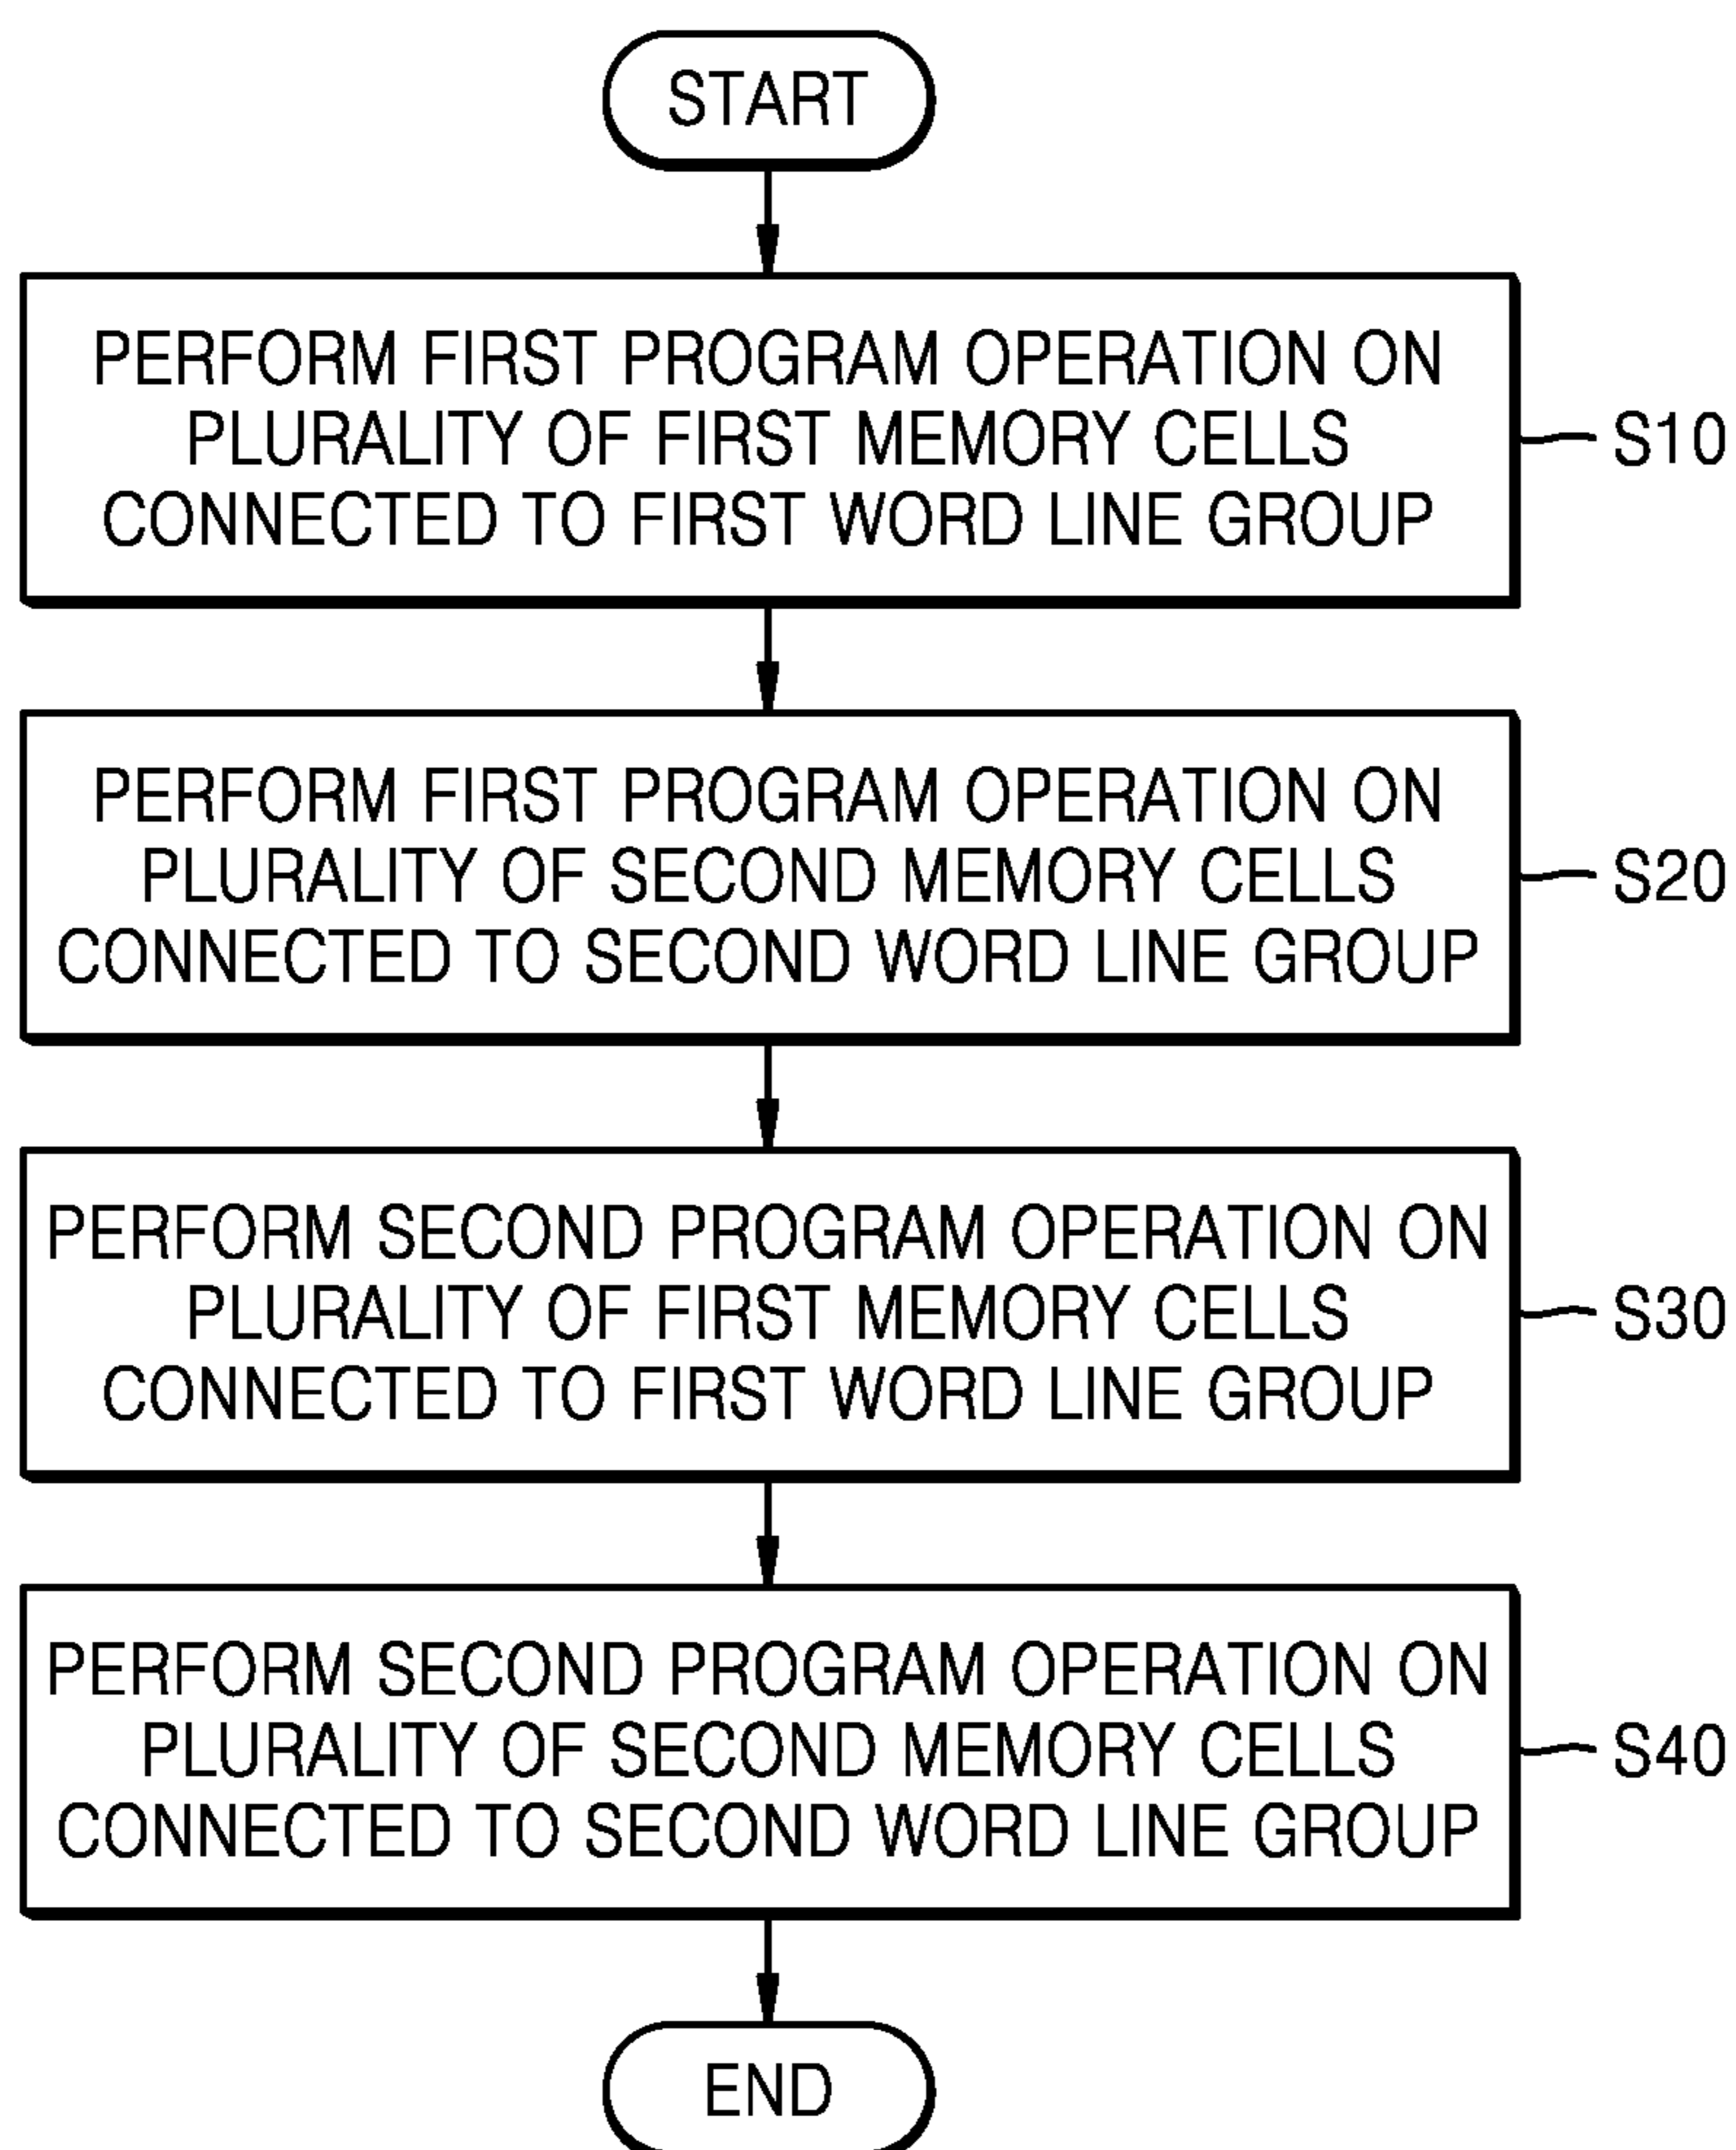 START
PERFORM FIRST PROGRAM OPERATION ON
PLURALITY OF FIRST MEMORY CELLS
CONNECTED TO FIRST WORD LINE GROUP
S10
PERFORM FIRST PROGRAM OPERATION ON
PLURALITY OF SECOND MEMORY CELLS
CONNECTED TO SECOND WORD LINE GROUP
S20
PERFORM SECOND PROGRAM OPERATION ON
PLURALITY OF FIRST MEMORY CELLS
CONNECTED TO FIRST WORD LINE GROUP
S30
PERFORM SECOND PROGRAM OPERATION ON
PLURALITY OF SECOND MEMORY CELLS
CONNECTED TO SECOND WORD LINE GROUP
S40
END